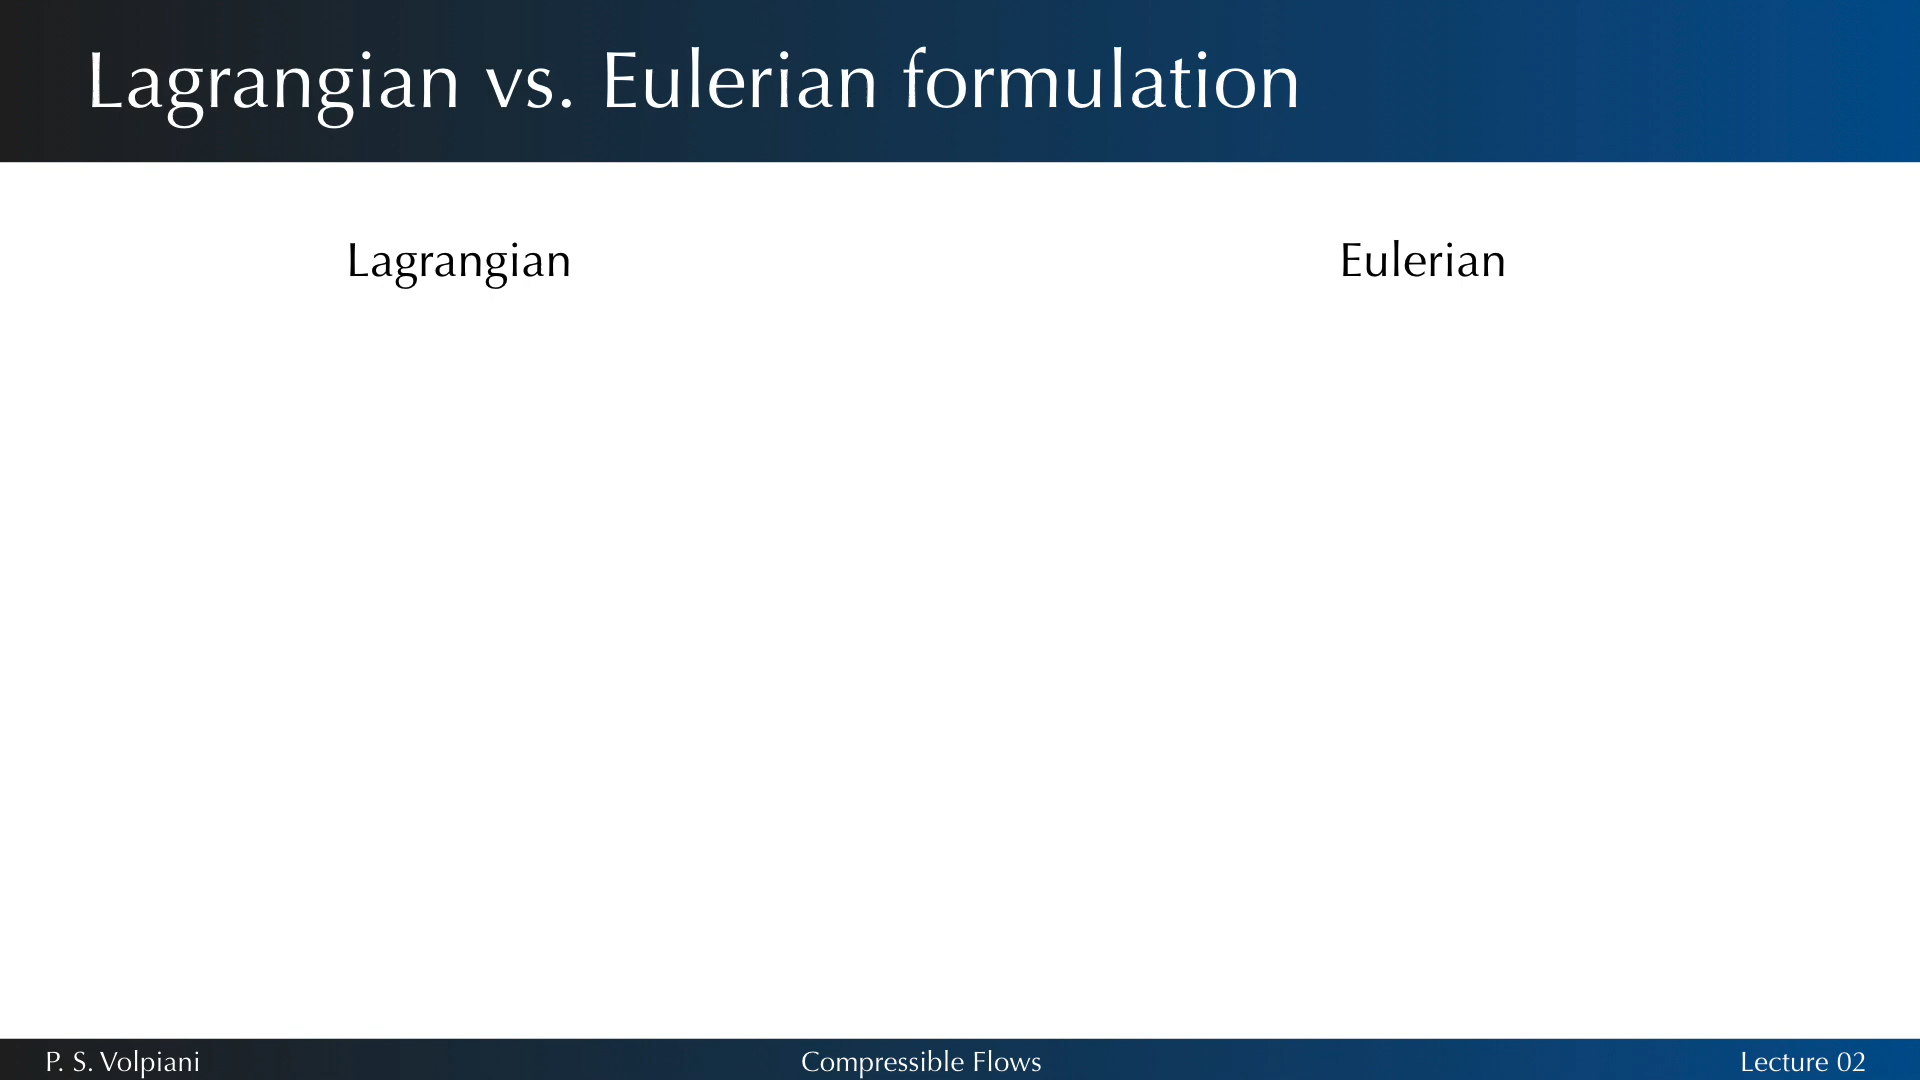 Lagrangian vs. Eulerian formulation
Lagrangian
Eulerian
P. S. Volpiani
Compressible Flows
Lecture 02